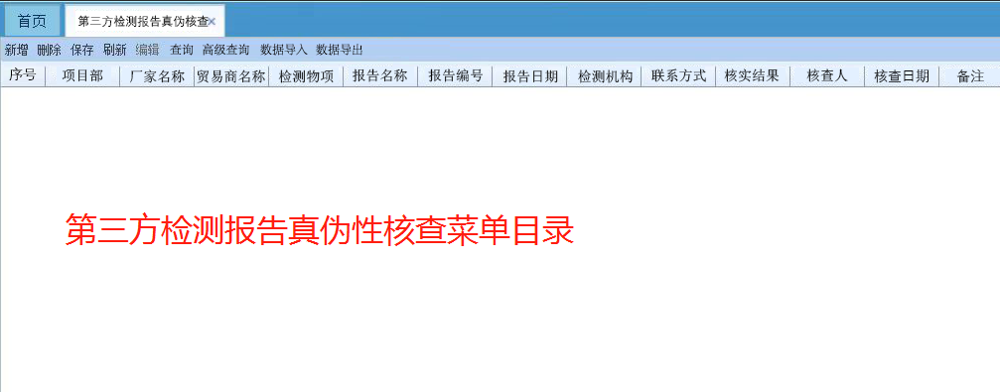 首页 第三方检测报告真伪核查×
新增 删除 保存 刷新 编辑 查询 高级查询 数据导入 数据导出
序号 项目部 厂家名称 贸易商名称 检测物项 报告名称 报告编号 报告日期 检测机构 联系方式 核实结果 核查人 核查日期 备注
第三方检测报告真伪性核查菜单目录